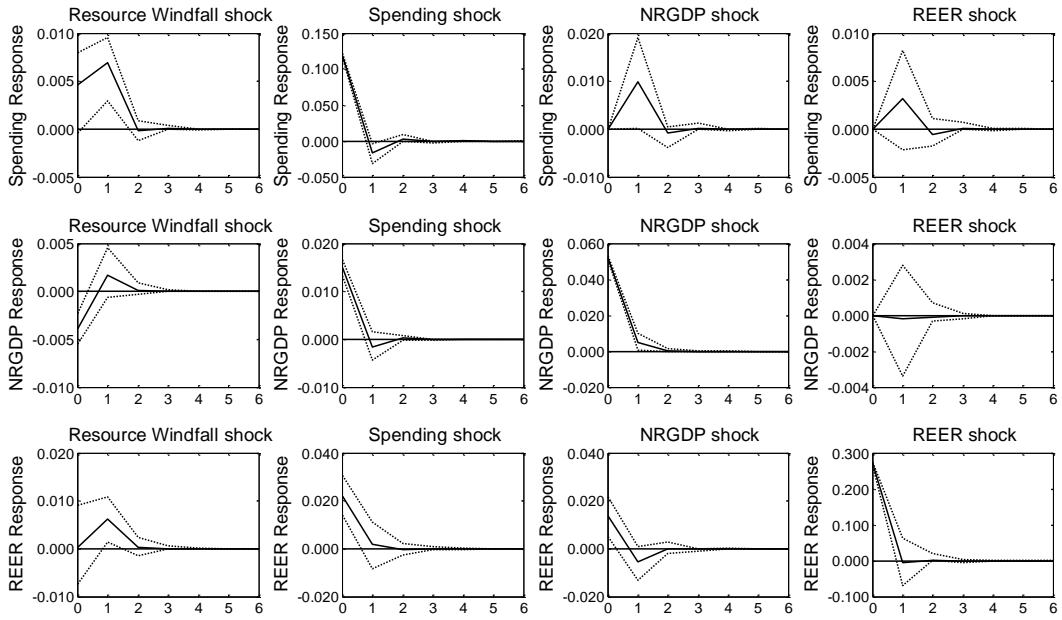 Resource Windfall shock
Spending shock
NRGDP shock
REER shock
Spending Response
0.010
0.005
0.000
-0.005
0 1 2 3 4 5 6
Spending Response
0.150
0.100
0.050
0.000
-0.050
0 1 2 3 4 5 6
Spending Response
0.020
0.010
0.000
-0.010
0 1 2 3 4 5 6
Spending Response
0.010
0.005
0.000
-0.005
0 1 2 3 4 5 6
Resource Windfall shock
Spending shock
NRGDP shock
REER shock
NRGDP Response
0.005
0.000
-0.005
-0.010
0 1 2 3 4 5 6
NRGDP Response
0.020
0.010
0.000
-0.010
0 1 2 3 4 5 6
NRGDP Response
0.060
0.040
0.020
0.000
-0.020
0 1 2 3 4 5 6
NRGDP Response
0.004
0.002
0.000
-0.002
-0.004
0 1 2 3 4 5 6
Resource Windfall shock
Spending shock
NRGDP shock
REER shock
REER Response
0.020
0.010
0.000
-0.010
0 1 2 3 4 5 6
REER Response
0.040
0.020
0.000
-0.020
0 1 2 3 4 5 6
REER Response
0.040
0.020
0.000
-0.020
0 1 2 3 4 5 6
REER Response
0.300
0.200
0.100
0.000
-0.100
0 1 2 3 4 5 6